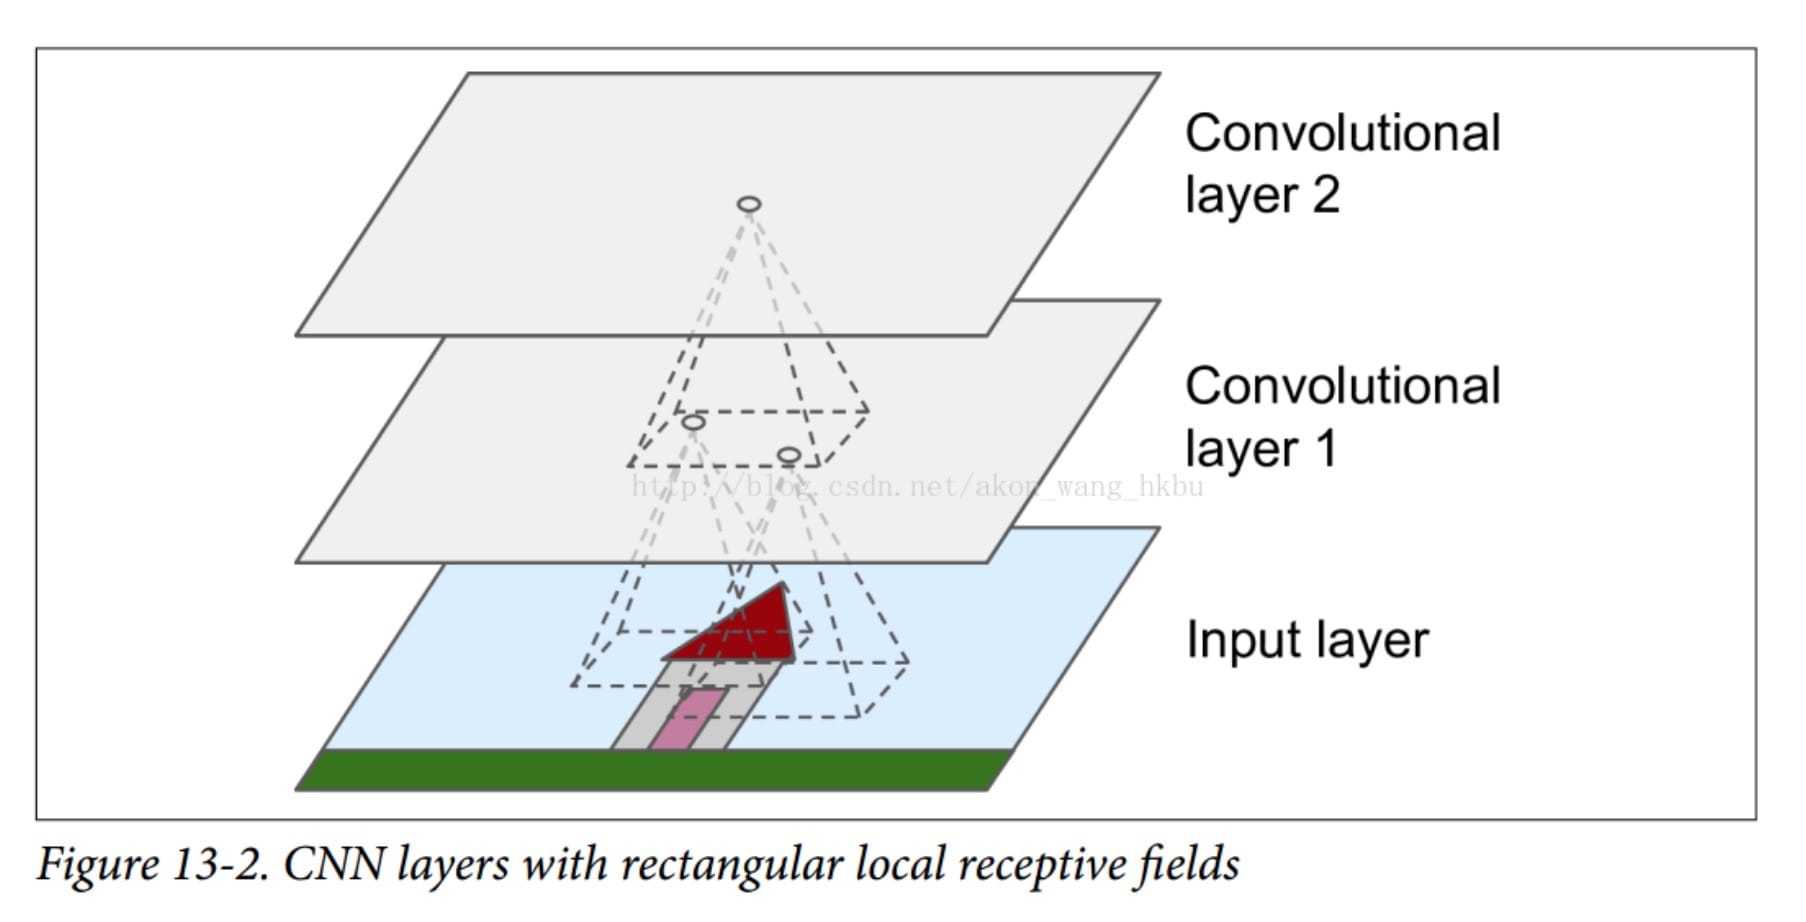 Convolutional
layer 2
Convolutional
layer 1
http://blog.csdn.net/akon_wang_hkbu
Input layer
Figure 13-2. CNN layers with rectangular local receptive fields